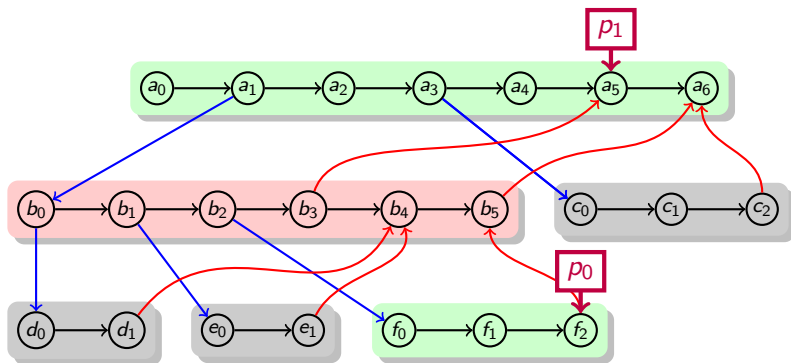 p₁
a₀ a₁ a₂ a₃ a₄ a₅ a₆
b₀ b₁ b₂ b₃ b₄ b₅ c₀ c₁ c₂
p₀
d₀ d₁ e₀ e₁ f₀ f₁ f₂